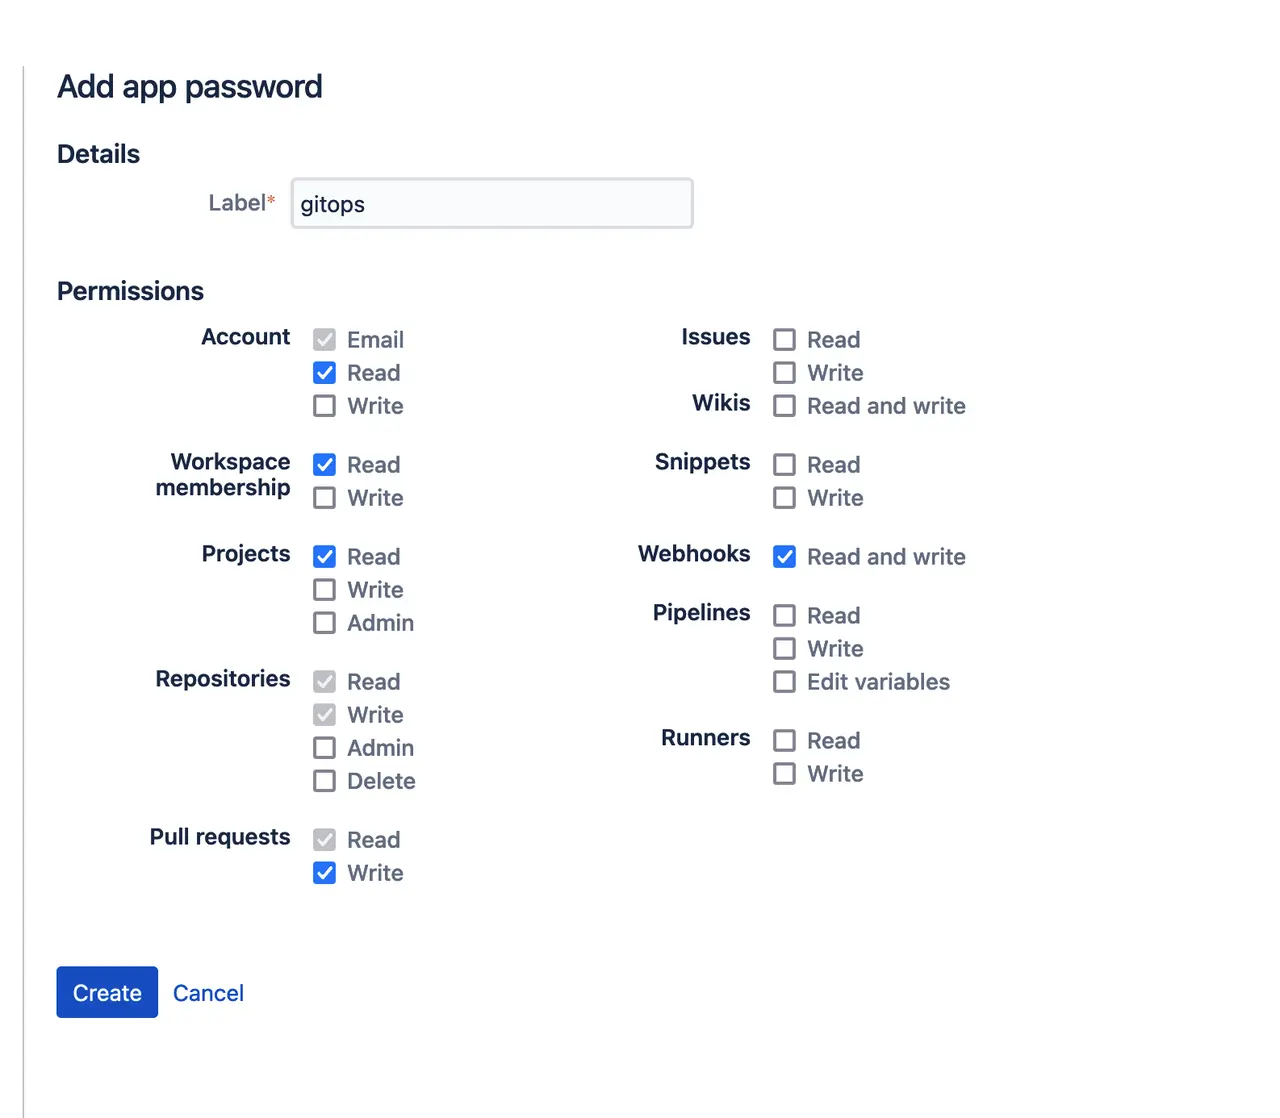 Add app password
Details
Label*
gitops
Permissions
Account
Email
Read
Write
Workspace
membership
Read
Write
Projects
Read
Write
Admin
Repositories
Read
Write
Admin
Delete
Pull requests
Read
Write
Issues
Read
Write
Wikis
Read and write
Snippets
Read
Write
Webhooks
Read and write
Pipelines
Read
Write
Edit variables
Runners
Read
Write
Create
Cancel